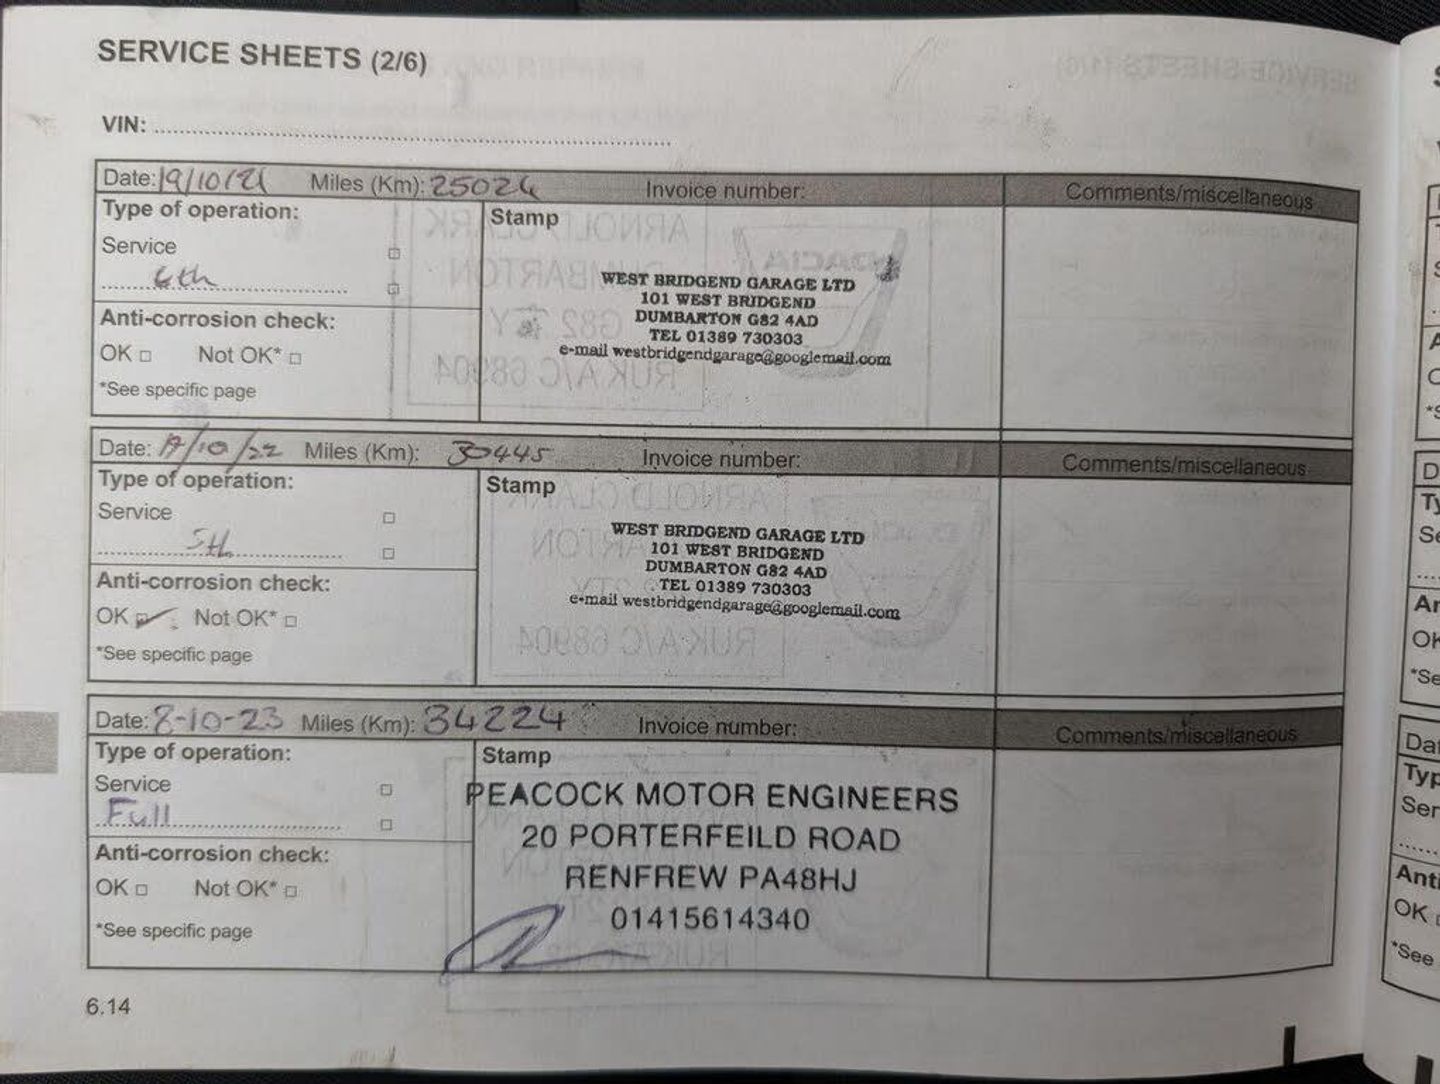 SERVICE SHEETS (2/6)
VIN:
Date: 19/10/21 Miles (Km): 25024 Invoice number: Comments/miscellaneous
Type of operation:
Stamp
Service
WEST BRIDGEND GARAGE LTD
101 WEST BRIDGEND
DUMBARTON G82 4AD
TEL 01389 730303
e-mail westbridgendgarage@googlemail.com
Anti-corrosion check:
OK □ Not OK* □
*See specific page
Date: /10/22 Miles (Km): 30445 Invoice number: Comments/miscellaneous
Type of operation:
Stamp
Service
5th
WEST BRIDGEND GARAGE LTD
101 WEST BRIDGEND
DUMBARTON G82 4AD
TEL 01389 730303
e-mail westbridgendgarage@googlemail.com
Anti-corrosion check:
OK ☑ Not OK* □
*See specific page
Date: 8-10-23 Miles (Km): 34224 Invoice number: Comments/miscellaneous
Type of operation:
Stamp
Service
Full
PEACOCK MOTOR ENGINEERS
20 PORTERFEILD ROAD
RENFREW PA48HJ
01415614340
Anti-corrosion check:
OK □ Not OK* □
*See specific page
6.14